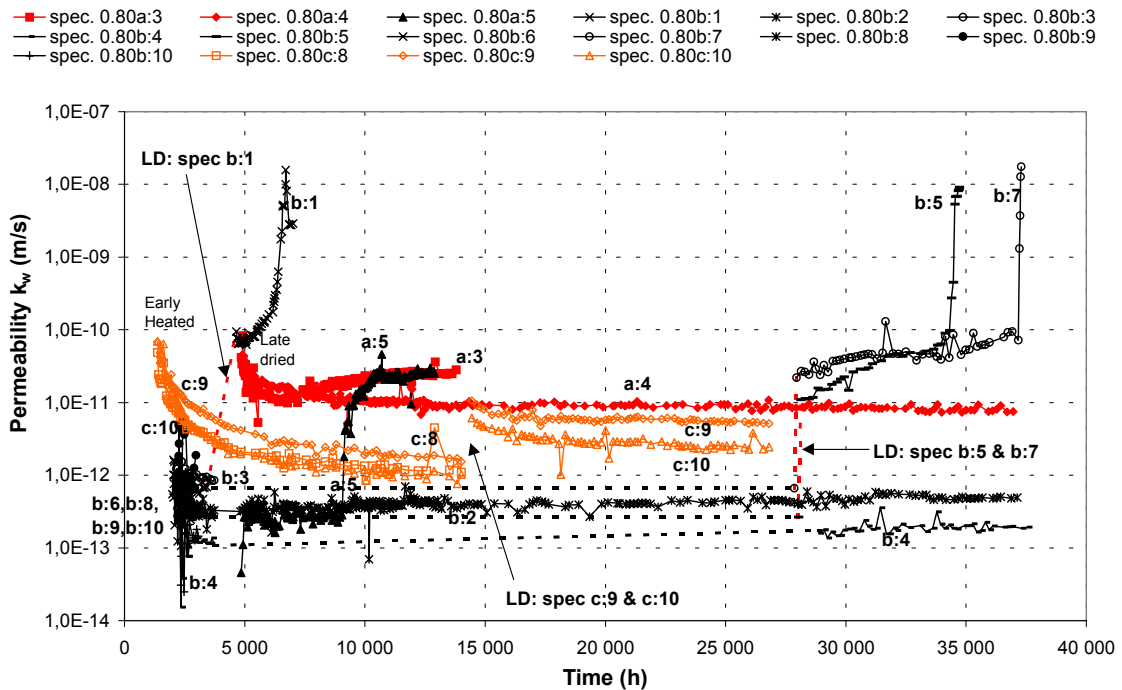 spec. 0.80a:3 spec. 0.80a:4 spec. 0.80a:5 spec. 0.80b:1 spec. 0.80b:2 spec. 0.80b:3
spec. 0.80b:4 spec. 0.80b:5 spec. 0.80b:6 spec. 0.80b:7 spec. 0.80b:8 spec. 0.80b:9
spec. 0.80b:10 spec. 0.80c:8 spec. 0.80c:9 spec. 0.80c:10
1,0E-07
LD: spec b:1
1,0E-08
b:1
b:5
b:7
1,0E-09
Early
Heated
1,0E-10
Late
dried
a:5
a:3
a:4
1,0E-11
c:9
c:9
c:10
c:8
c:10
LD: spec b:5 & b:7
1,0E-12
b:3
a:5
b:6,b:8,
b:2
b:9,b:10
1,0E-13
b:4
b:4
LD: spec c:9 & c:10
1,0E-14
Permeability kw (m/s)
0 5 000 10 000 15 000 20 000 25 000 30 000 35 000 40 000
Time (h)